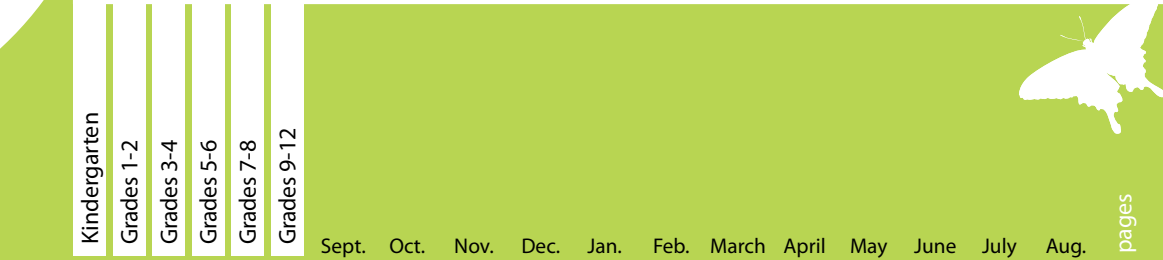 Kindergarten
Grades 1-2
Grades 3-4
Grades 5-6
Grades 7-8
Grades 9-12
Sept. Oct. Nov. Dec. Jan. Feb. March April May June July Aug.
pages